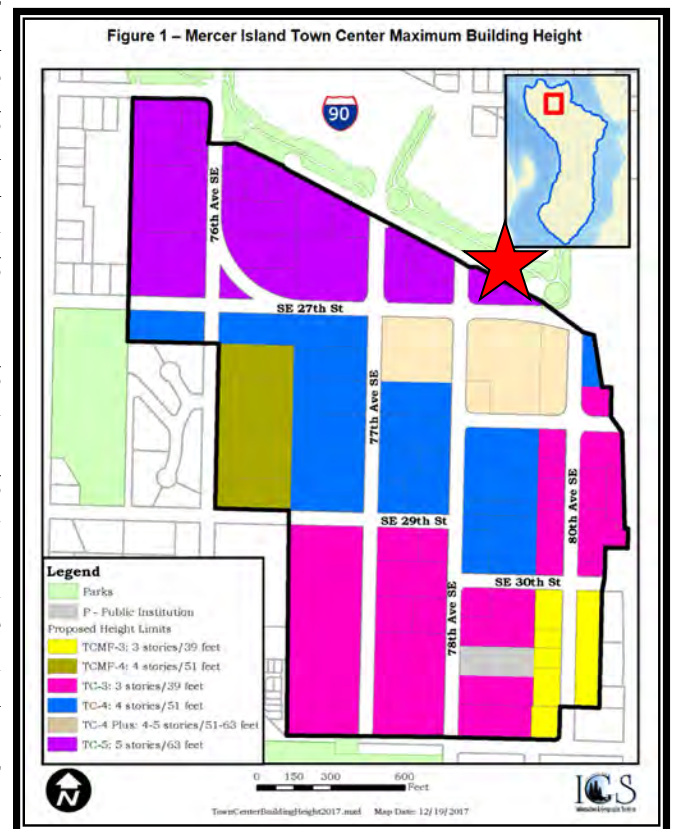 Figure 1 – Mercer Island Town Center Maximum Building Height
90
76th Ave SE
SE 27th St
77th Ave SE
SE 29th St
80th Ave SE
78th Ave SE
SE 30th St
Legend
Parks
P - Public Institution
Proposed Height Limits
TCMF-3: 3 stories/39 feet
TCMF-4: 4 stories/51 feet
TC-3: 3 stories/39 feet
TC-4: 4 stories/51 feet
TC-4 Plus: 4-5 stories/51-63 feet
TC-5: 5 stories/63 feet
N
0 150 300 600
Feet
TownCenterBuildingHeight2017.mxd Map Date: 12/19/2017
IGS